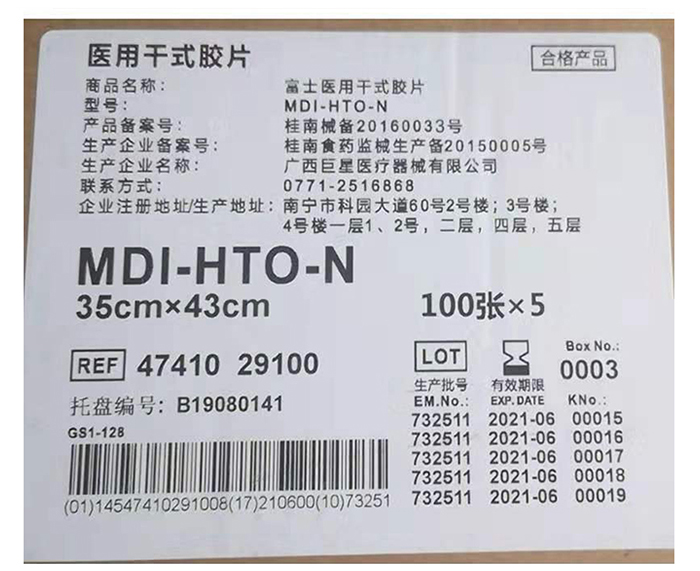 医用干式胶片
合格产品
商品名称： 富士医用干式胶片
型号： MDI-HTO-N
产品备案号： 桂南械备20160033号
生产企业备案号： 桂南食药监械生产备20150005号
生产企业名称： 广西巨星医疗器械有限公司
联系方式： 0771-2516868
企业注册地址/生产地址： 南宁市科园大道60号2号楼；3号楼；
4号楼一层1、2号，二层，四层，五层
MDI-HTO-N
35cm×43cm 100张×5
REF 47410 29100
托盘编号: B19080141
GS1-128
(01)14547410291008(17)210600(10)73251
LOT Box No.:
0003
生产批号 有效期限
EM.No.: EXP.DATE KNo.:
732511 2021-06 00015
732511 2021-06 00016
732511 2021-06 00017
732511 2021-06 00018
732511 2021-06 00019